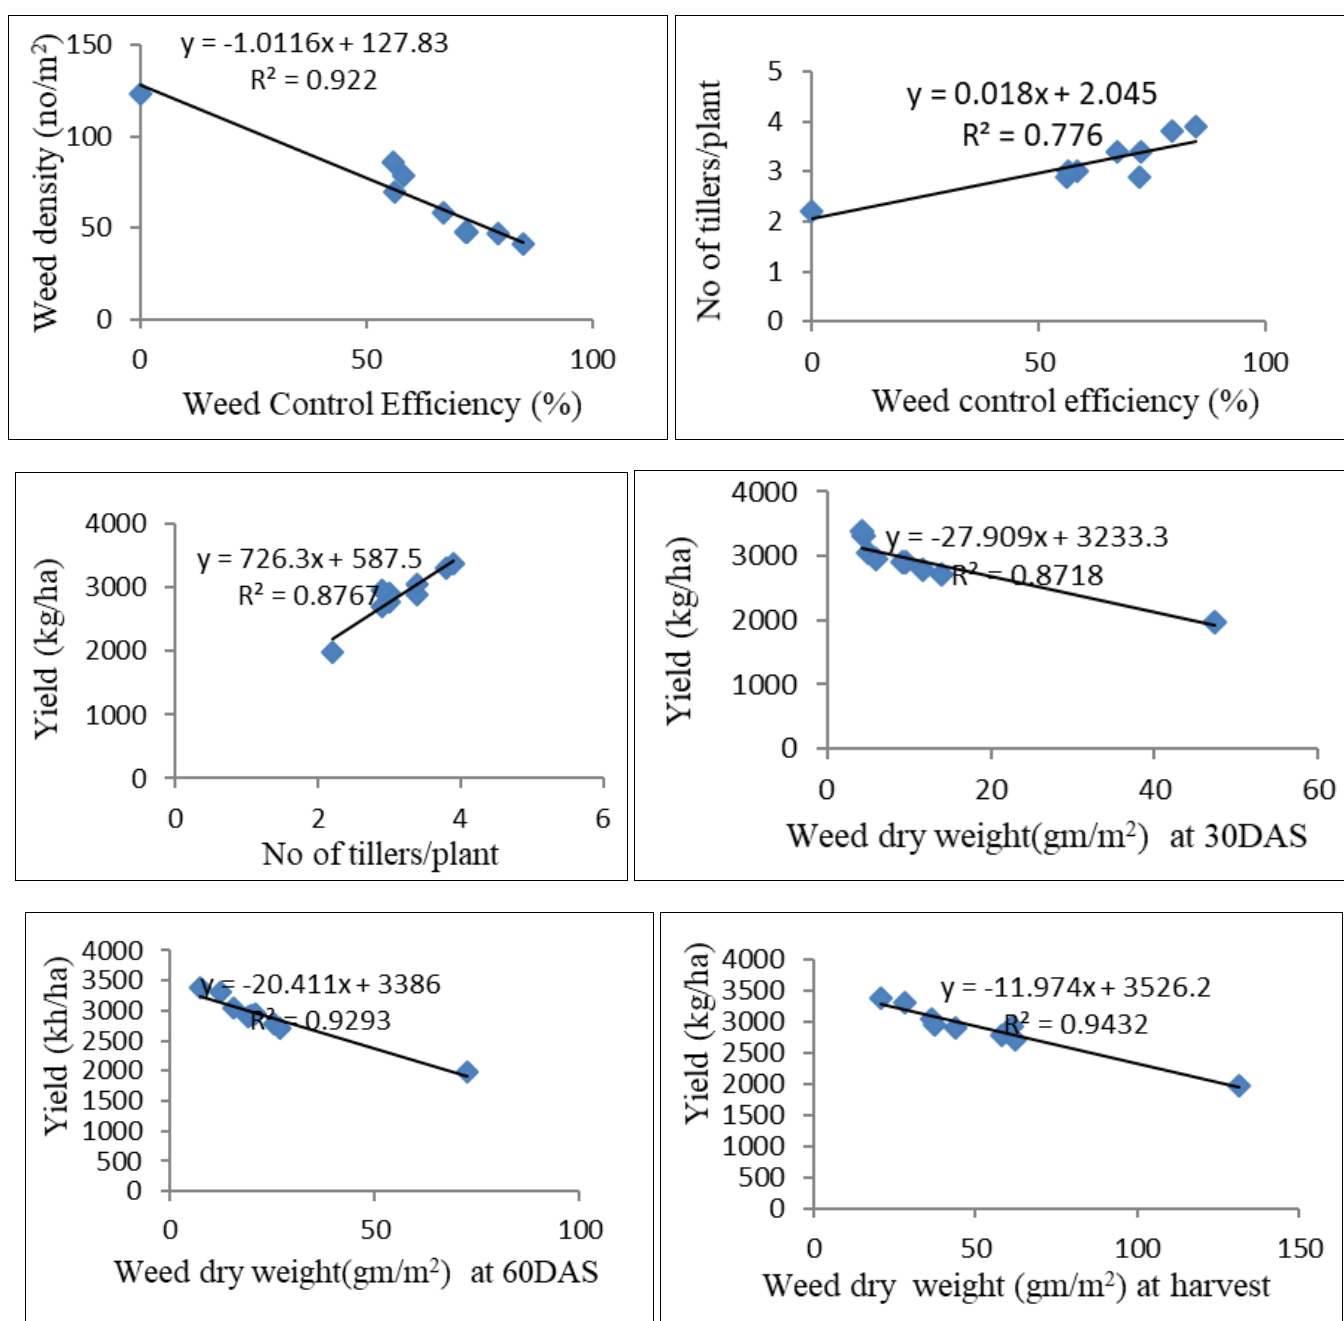 y = -1.0116x + 127.83
R² = 0.922
Weed density (no/m²)
150
100
50
0
0 50 100
Weed Control Efficiency (%)
y = 0.018x + 2.045
R² = 0.776
No of tillers/plant
5
4
3
2
1
0
0 50 100
Weed control efficiency (%)
y = 726.3x + 587.5
R² = 0.8767
Yield (kg/ha)
4000
3000
2000
1000
0
0 2 4 6
No of tillers/plant
y = -27.909x + 3233.3
R² = 0.8718
Yield (kg/ha)
4000
3000
2000
1000
0
0 20 40 60
Weed dry weight(gm/m²) at 30DAS
y = -20.411x + 3386
R² = 0.9293
Yield (kh/ha)
4000
3500
3000
2500
2000
1500
1000
500
0
0 50 100
Weed dry weight(gm/m²) at 60DAS
y = -11.974x + 3526.2
R² = 0.9432
Yield (kg/ha)
4000
3500
3000
2500
2000
1500
1000
500
0
0 50 100 150
Weed dry weight (gm/m²) at harvest